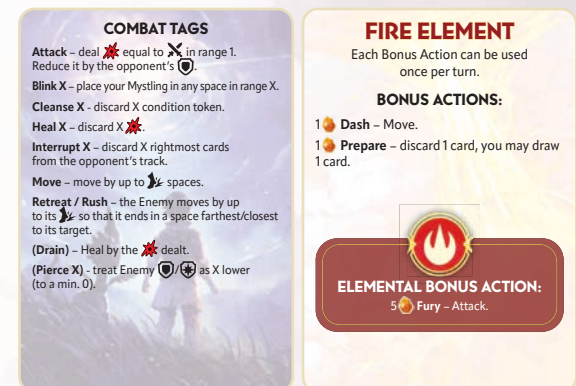 COMBAT TAGS
Attack – deal equal to in range 1.
Reduce it by the opponent's .
Blink X – place your Mystling in any space in range X.
Cleanse X - discard X condition token.
Heal X – discard X .
Interrupt X – discard X rightmost cards
from the opponent's track.
Move – move by up to spaces.
Retreat / Rush – the Enemy moves by up
to its so that it ends in a space farthest/closest
to its target.
(Drain) – Heal by the dealt.
(Pierce X) - treat Enemy / as X lower
(to a min. 0).
FIRE ELEMENT
Each Bonus Action can be used
once per turn.
BONUS ACTIONS:
1 Dash – Move.
1 Prepare – discard 1 card, you may draw
1 card.
ELEMENTAL BONUS ACTION:
5 Fury – Attack.